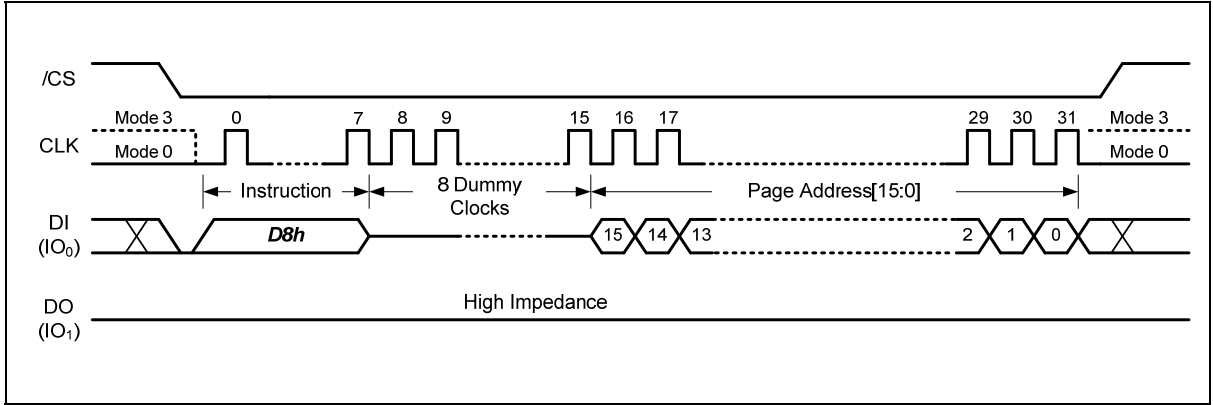 /CS
Mode 3 0 7 8 9 15 16 17 29 30 31 Mode 3
CLK
Mode 0 Mode 0
Instruction 8 Dummy Clocks Page Address[15:0]
DI (IO₀) D8h 15 14 13 2 1 0
DO (IO₁) High Impedance